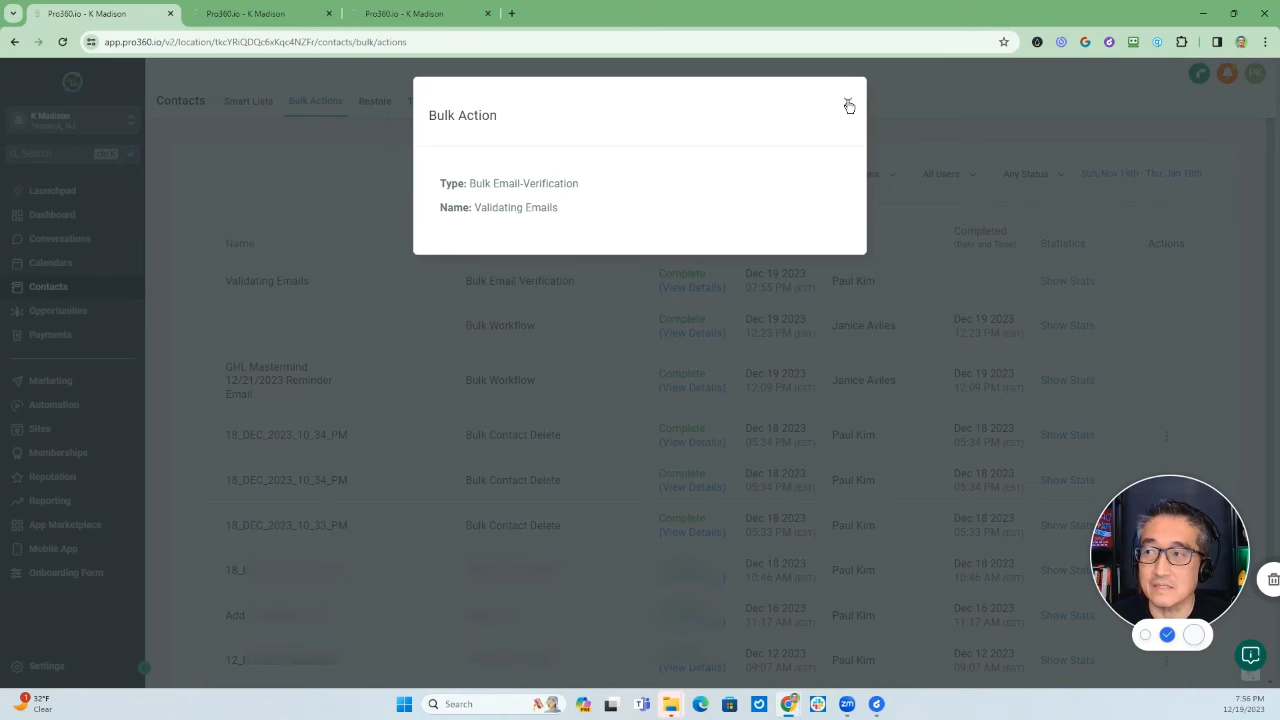 Pro360.io - K Madison
Pro360.io - K Madison
Pro360.io - K Madison
app.pro360.io/v2/location/tkcYRiQDQc6xKqc4NZFr/contacts/bulk/actions
K Madison
Teaneck, NJ
Search
ctrl K
Launchpad
Dashboard
Conversations
Calendars
Contacts
Opportunities
Payments
Marketing
Automation
Sites
Memberships
Reputation
Reporting
App Marketplace
Mobile App
Onboarding Form
Settings
Contacts
Smart Lists
Bulk Actions
Restore
Bulk Action
Type: Bulk Email-Verification
Name: Validating Emails
All Users
Any Status
Sun, Nov 19th - Thu, Jan 18th
Name
Completed
(Date and Time)
Statistics
Actions
Validating Emails
Bulk Email Verification
Complete
(View Details)
Dec 19 2023
07:55 PM (EST)
Paul Kim
Show Stats
Bulk Workflow
Complete
(View Details)
Dec 19 2023
12:23 PM (EST)
Janice Aviles
Dec 19 2023
12:23 PM (EST)
Show Stats
GHL Mastermind
12/21/2023 Reminder
Email
Bulk Workflow
Complete
(View Details)
Dec 19 2023
12:09 PM (EST)
Janice Aviles
Dec 19 2023
12:09 PM (EST)
Show Stats
18_DEC_2023_10_34_PM
Bulk Contact Delete
Complete
(View Details)
Dec 18 2023
05:34 PM (EST)
Paul Kim
Dec 18 2023
05:34 PM (EST)
Show Stats
18_DEC_2023_10_34_PM
Bulk Contact Delete
Complete
(View Details)
Dec 18 2023
05:34 PM (EST)
Paul Kim
Dec 18 2023
05:34 PM (EST)
Show Stats
18_DEC_2023_10_33_PM
Bulk Contact Delete
Complete
(View Details)
Dec 18 2023
05:33 PM (EST)
Paul Kim
Dec 18 2023
05:33 PM (EST)
Show Stats
Dec 18 2023
10:46 AM (EST)
Paul Kim
Dec 18 2023
10:46 AM (EST)
Show Stats
Add
Dec 16 2023
11:17 AM (EST)
Paul Kim
Dec 16 2023
11:17 AM (EST)
Show Stats
(View Details)
Dec 12 2023
09:07 AM (EST)
Paul Kim
Dec 12 2023
09:07 AM (EST)
Show Stats
1
32°F
Clear
Search
7:56 PM
12/19/2023